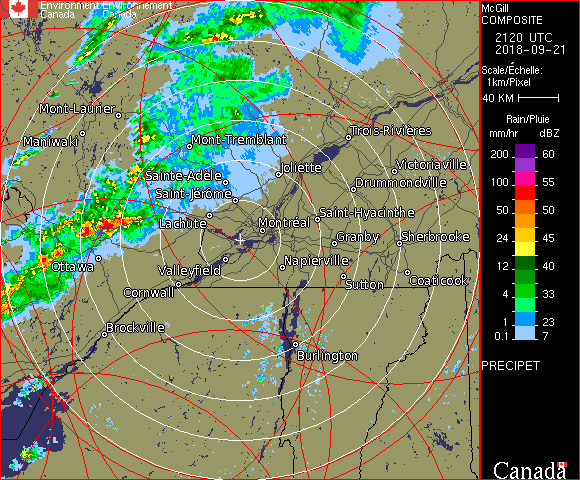 Environment Environnement
Canada Canada
McGill
COMPOSITE
2120 UTC
2018-09-21
Scale/Échelle:
1km/Pixel
40 KM
Rain/Pluie
mm/hr dBZ
200 60
100 55
50 50
24 45
12 40
4 33
1 23
0.1 7
PRECIPET
Canada
Mont-Laurier
Maniwaki
Mont-Tremblant
Trois-Rivières
Joliette
Victoriaville
Sainte-Adèle
Drummondville
Saint-Jérome
Lachute
Saint-Hyacinthe
Montréal
Granby
Sherbrooke
Ottawa
Valleyfield
Napierville
Cornwall
Sutton
Coaticook
Brockville
Burlington